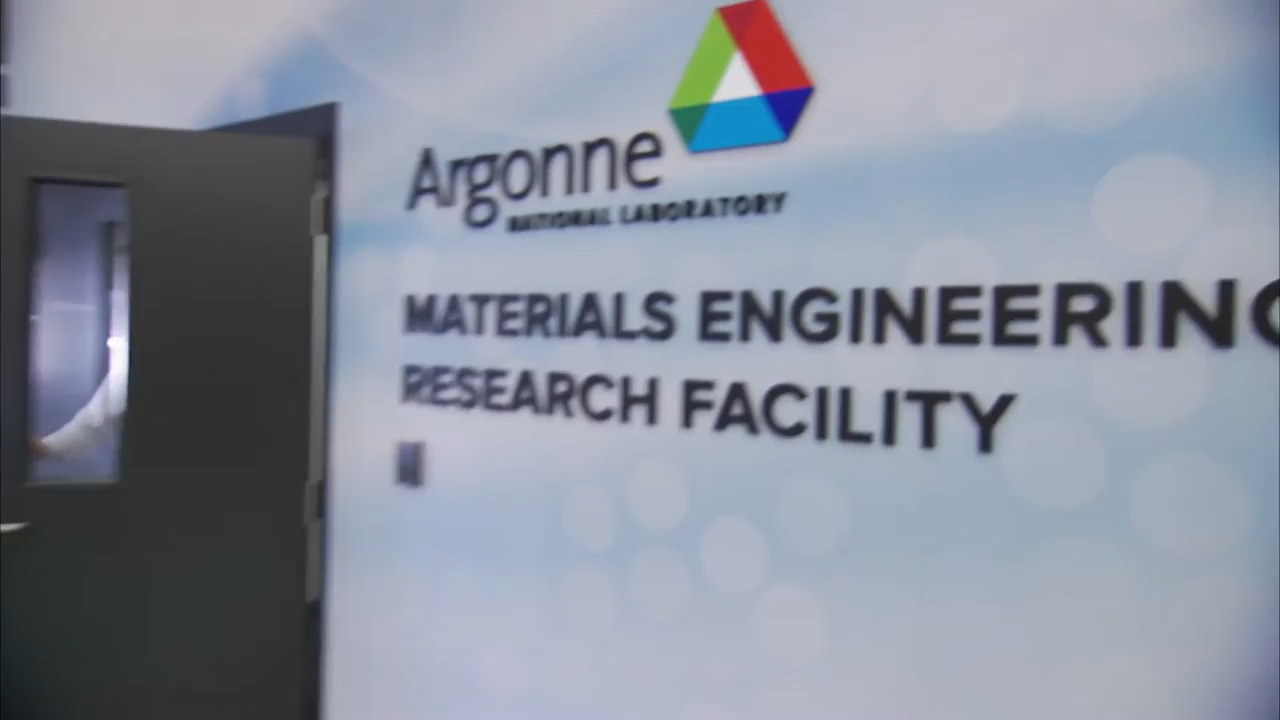 Argonne
NATIONAL LABORATORY
MATERIALS ENGINEERING
RESEARCH FACILITY